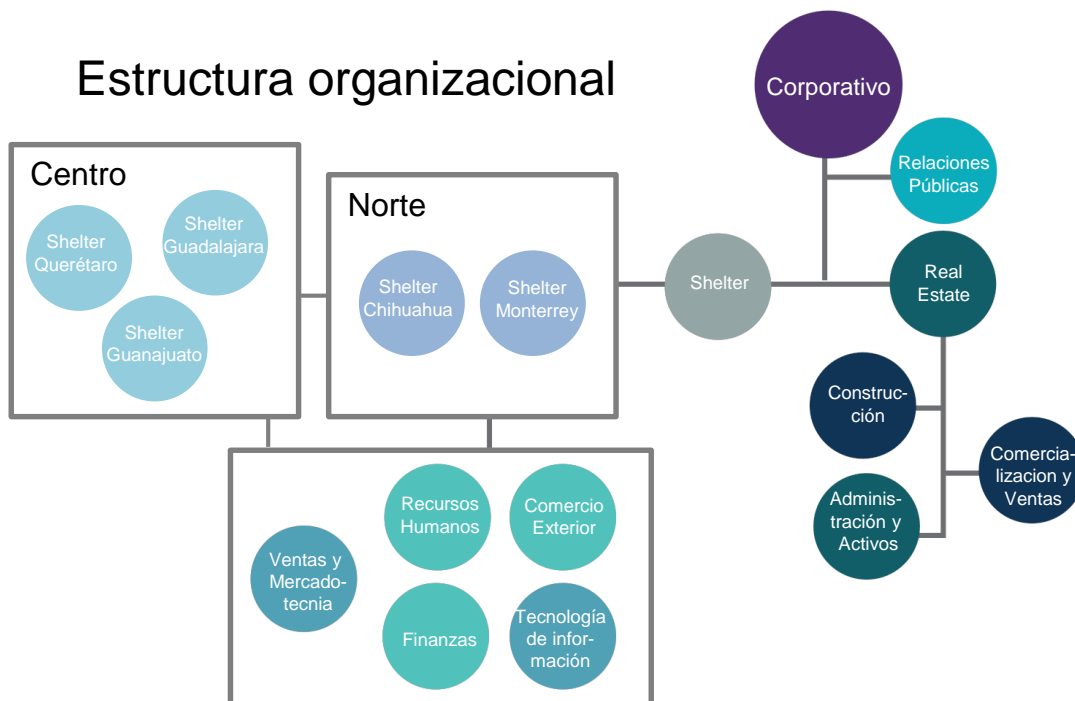 Estructura organizacional
Corporativo
Relaciones
Públicas
Centro
Shelter
Querétaro
Shelter
Guadalajara
Shelter
Guanajuato
Norte
Shelter
Chihuahua
Shelter
Monterrey
Shelter
Real
Estate
Construc-
ción
Comercia-
lizacion y
Ventas
Adminis-
tración y
Activos
Ventas y
Mercado-
tecnia
Recursos
Humanos
Comercio
Exterior
Finanzas
Tecnología
de infor-
mación